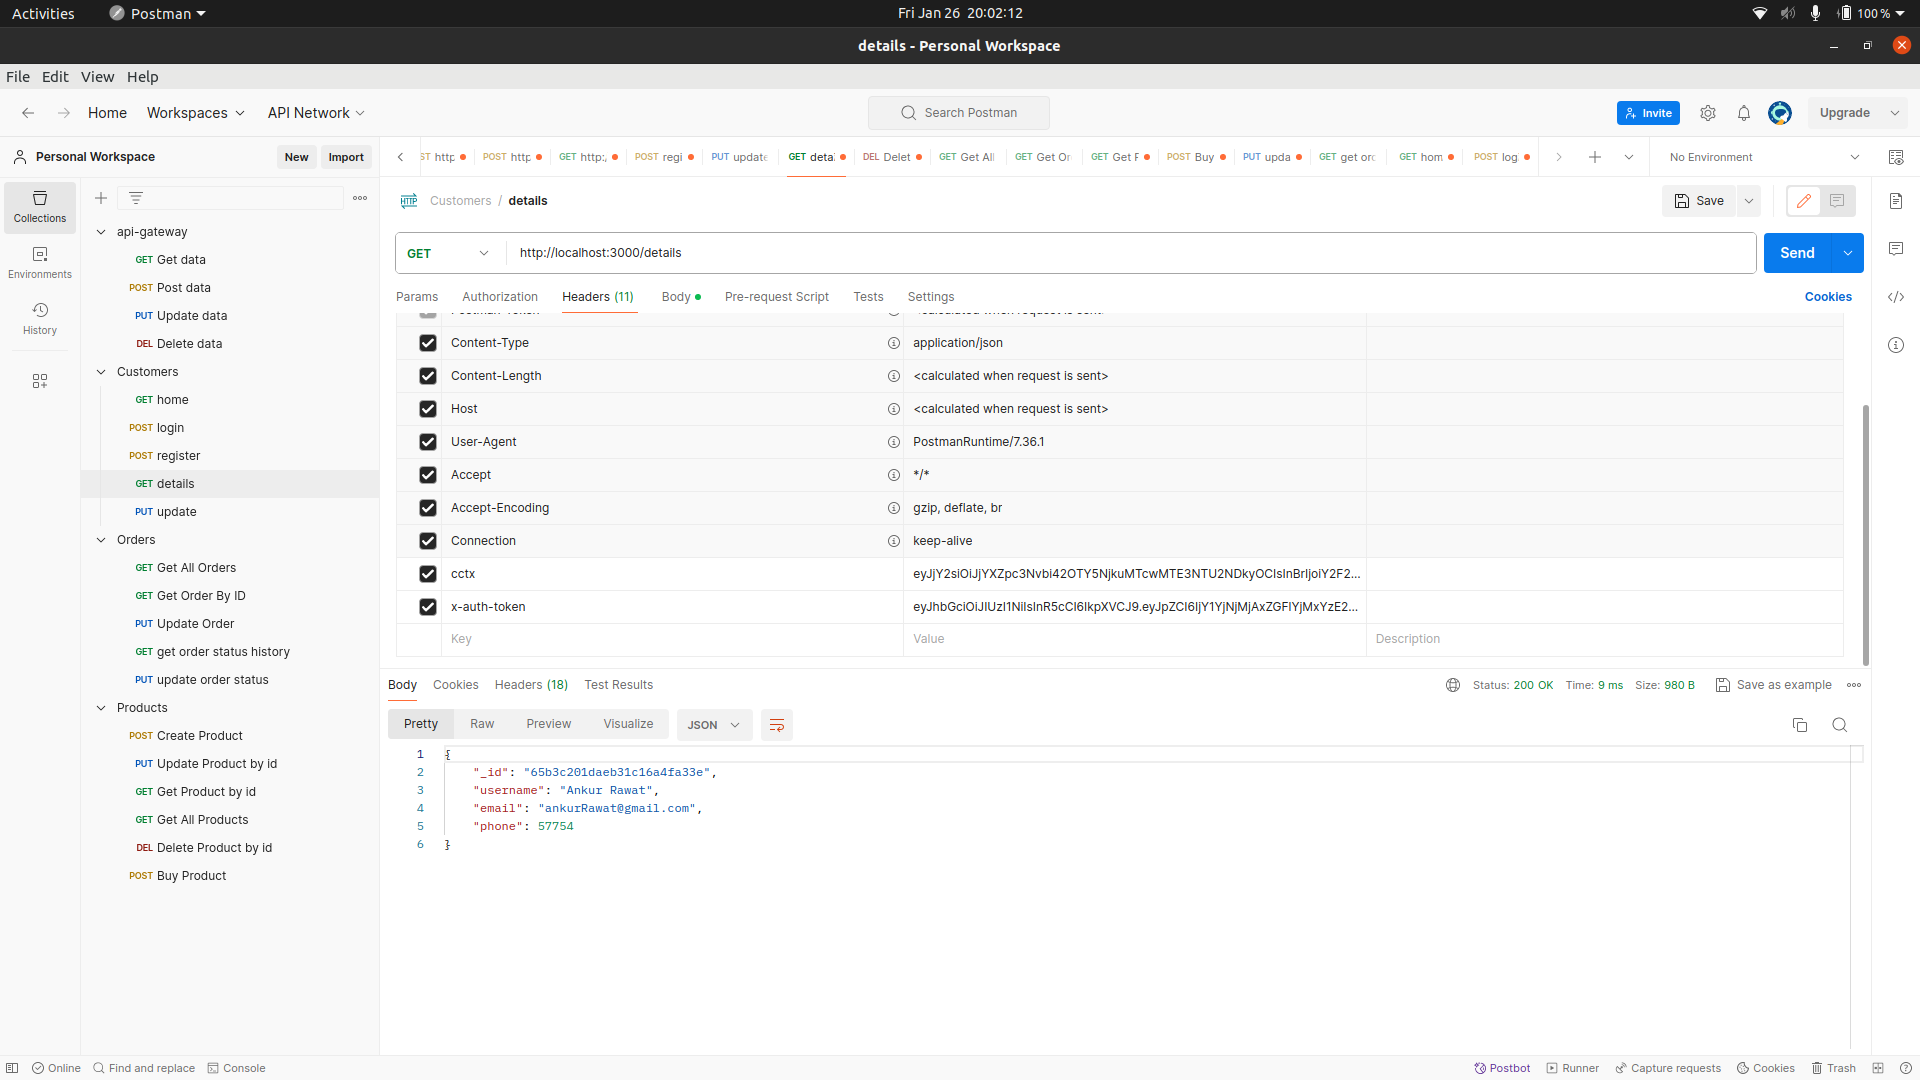 Activities Postman Fri Jan 26 20:02:12 100 %
details - Personal Workspace
File Edit View Help
Home Workspaces API Network Search Postman Invite Upgrade
Personal Workspace New Import
ST http POST http GET http:/ POST regi PUT update GET detai DEL Delet GET Get All GET Get Or POST Buy PUT upda GET get ord GET hom POST log No Environment
Collections
Environments
History
api-gateway
GET Get data
POST Post data
PUT Update data
DEL Delete data
Customers
GET home
POST login
POST register
GET details
PUT update
Orders
GET Get All Orders
GET Get Order By ID
PUT Update Order
GET get order status history
PUT update order status
Products
POST Create Product
PUT Update Product by id
GET Get Product by id
GET Get All Products
DEL Delete Product by id
POST Buy Product
HTTP Customers / details Save
GET http://localhost:3000/details Send
Params Authorization Headers (11) Body Pre-request Script Tests Settings Cookies
Content-Type application/json
Content-Length <calculated when request is sent>
Host <calculated when request is sent>
User-Agent PostmanRuntime/7.36.1
Accept */*
Accept-Encoding gzip, deflate, br
Connection keep-alive
cctx
x-auth-token
Key Value Description
Body Cookies Headers (18) Test Results Status: 200 OK Time: 9 ms Size: 980 B Save as example
Pretty Raw Preview Visualize JSON
1 {
2 "_id": "65b3c201daeb31c16a4fa33e",
3 "username": "Ankur Rawat",
4 "email": "ankurRawat@gmail.com",
5 "phone": 57754
6 }
Online Find and replace Console Postbot Runner Capture requests Cookies Trash